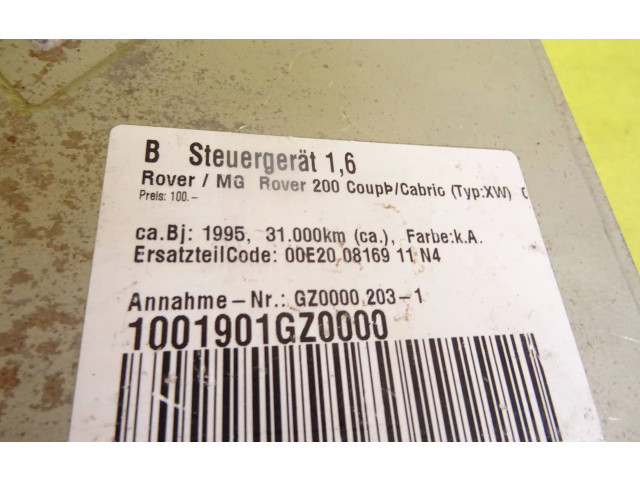 B Steuergerät 1,6
Rover / MG Rover 200 CoupÞ/Cabrio (Typ:XW)
Preis: 100.-
ca.Bj: 1995, 31.000km (ca.), Farbe:k.A.
ErsatzteilCode: 00E20 08169 11 N4
Annahme-Nr.: GZ0000 203-1
1001901GZ0000